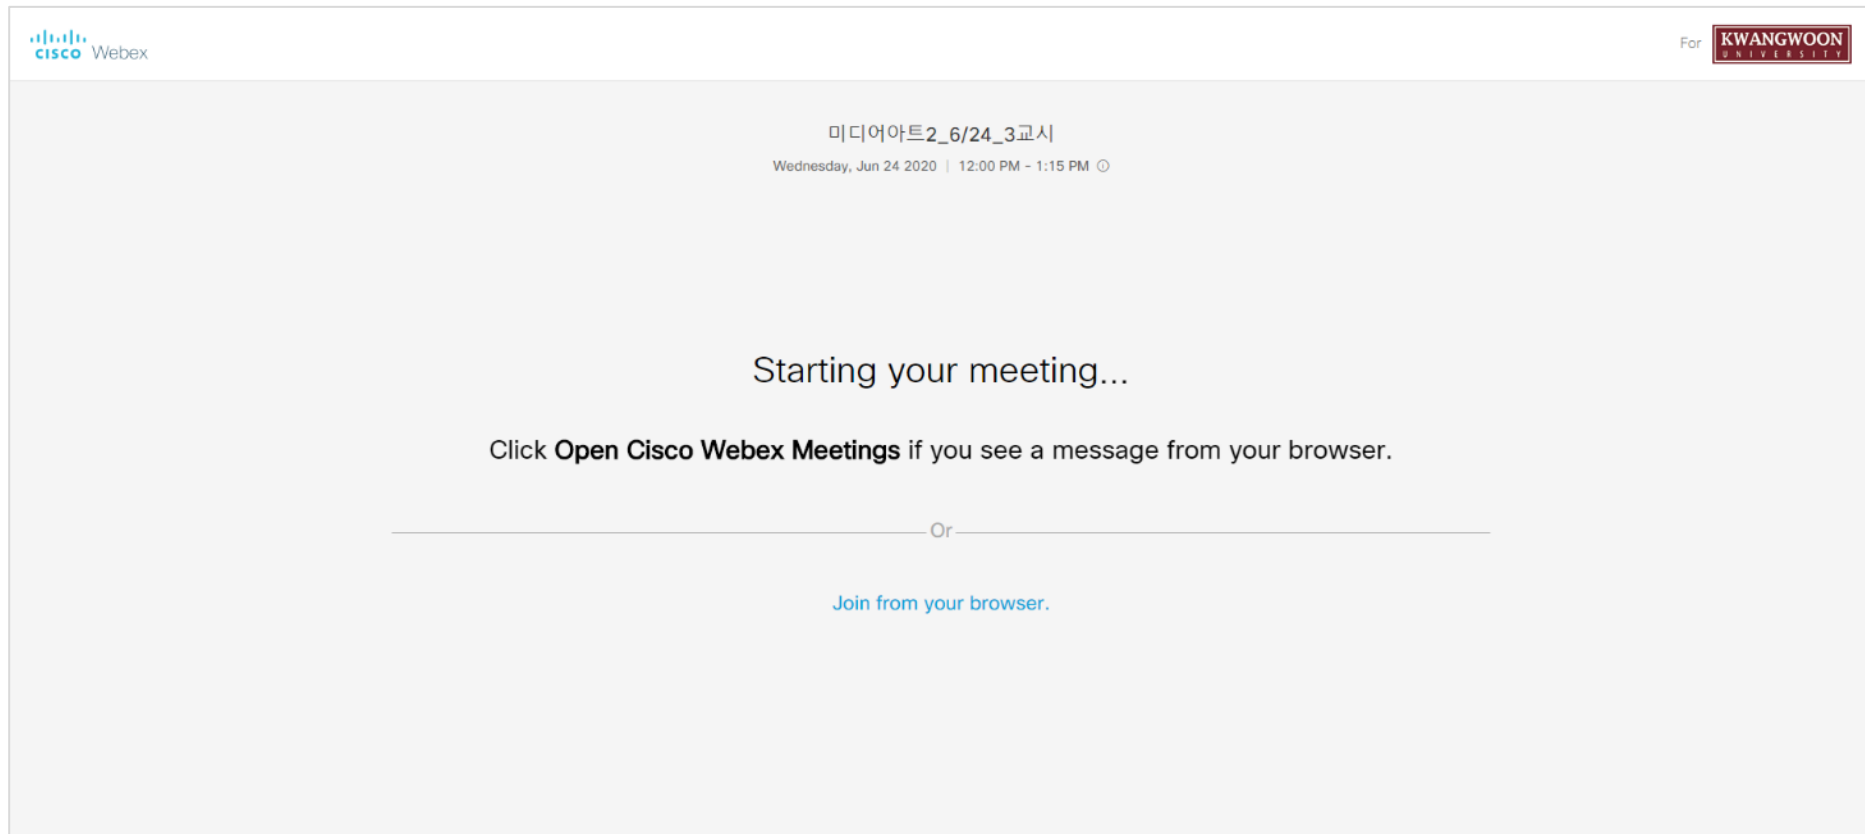 cisco Webex
For KWANGWOON
UNIVERSITY
미디어아트2_6/24_3교시
Wednesday, Jun 24 2020 | 12:00 PM - 1:15 PM
Starting your meeting...
Click Open Cisco Webex Meetings if you see a message from your browser.
Or
Join from your browser.